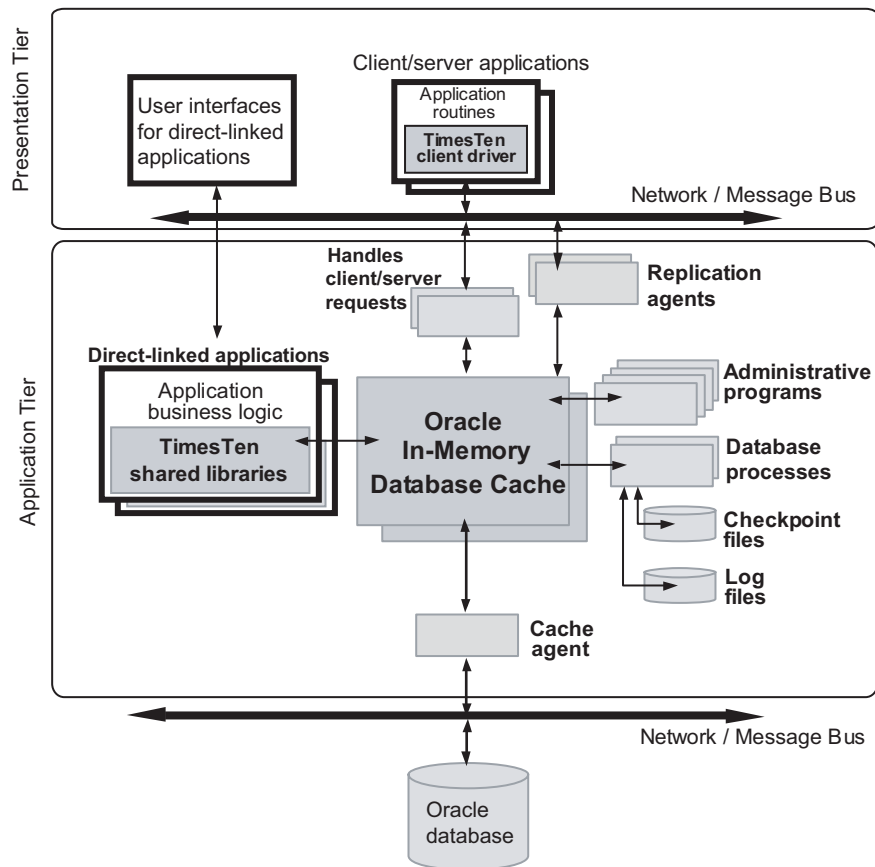 Presentation Tier
Client/server applications
User interfaces
for direct-linked
applications
Application
routines
TimesTen
client driver
Network / Message Bus
Application Tier
Handles
client/server
requests
Replication
agents
Direct-linked applications
Application
business logic
TimesTen
shared libraries
Oracle
In-Memory
Database Cache
Administrative
programs
Database
processes
Checkpoint
files
Log
files
Cache
agent
Network / Message Bus
Oracle
database